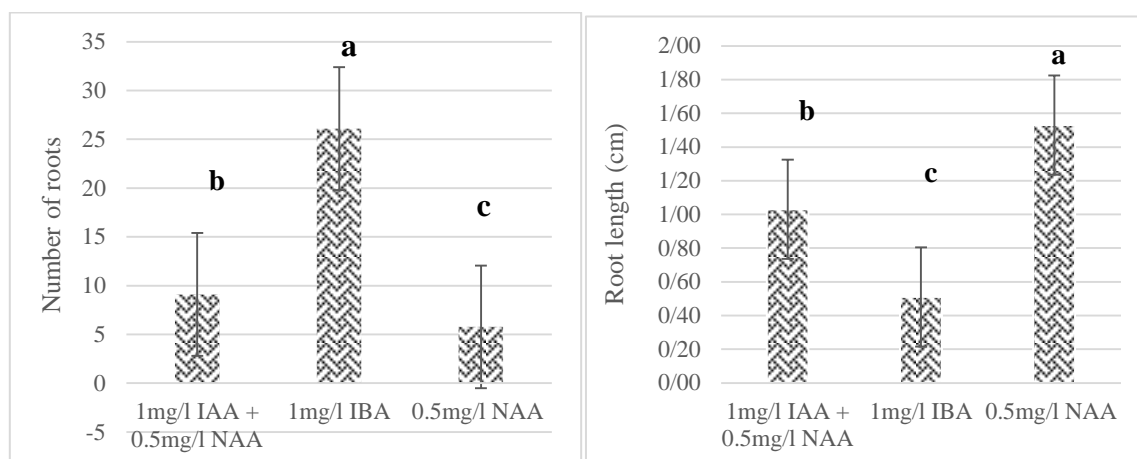 Number of roots
35
30
25
20
15
10
5
0
-5
a
b
c
1mg/l IAA +
0.5mg/l NAA
1mg/l IBA
0.5mg/l NAA
Root length (cm)
2/00
1/80
1/60
1/40
1/20
1/00
0/80
0/60
0/40
0/20
0/00
a
b
c
1mg/l IAA +
0.5mg/l NAA
1mg/l IBA
0.5mg/l NAA